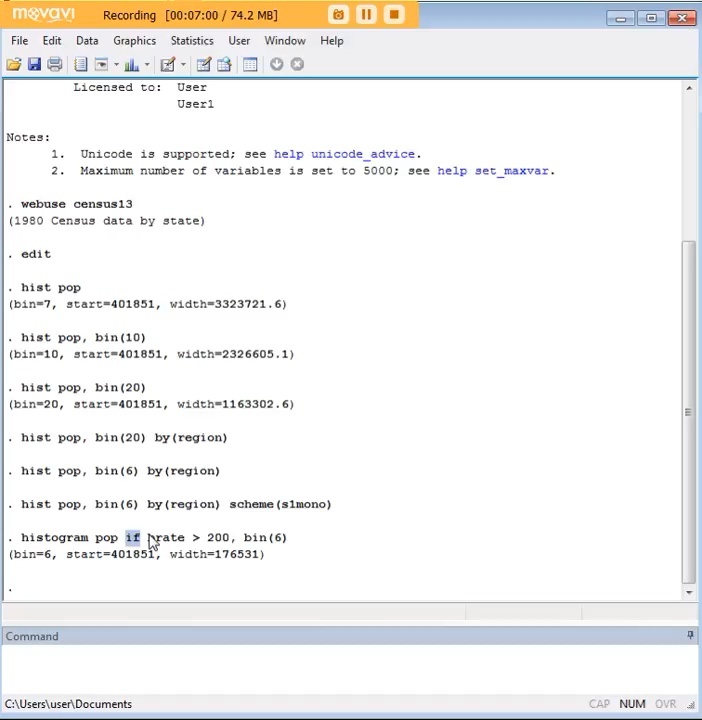 movavi Recording [00:07:00 / 74.2 MB]
File Edit Data Graphics Statistics User Window Help
Licensed to: User
User1
Notes:
1. Unicode is supported; see help unicode_advice.
2. Maximum number of variables is set to 5000; see help set_maxvar.
. webuse census13
(1980 Census data by state)
. edit
. hist pop
(bin=7, start=401851, width=3323721.6)
. hist pop, bin(10)
(bin=10, start=401851, width=2326605.1)
. hist pop, bin(20)
(bin=20, start=401851, width=1163302.6)
. hist pop, bin(20) by(region)
. hist pop, bin(6) by(region)
. hist pop, bin(6) by(region) scheme(s1mono)
. histogram pop if > 200, bin(6)
(bin=6, start=401851, width=176531)
.
Command
C:\Users\user\Documents CAP NUM OVR